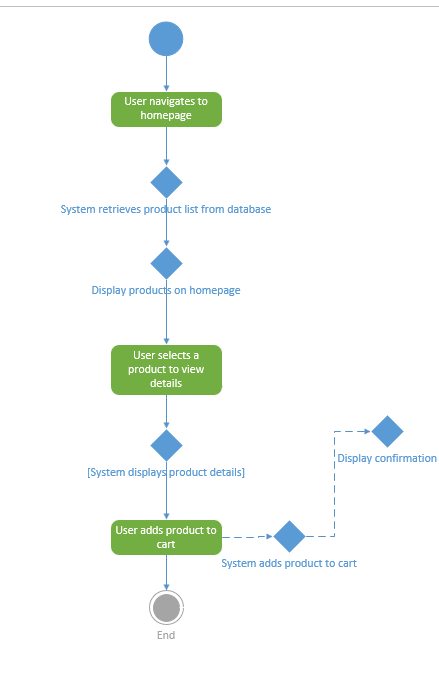 User navigates to
homepage
System retrieves product list from database
Display products on homepage
User selects a
product to view
details
[System displays product details]
Display confirmation
User adds product to
cart
System adds product to cart
End